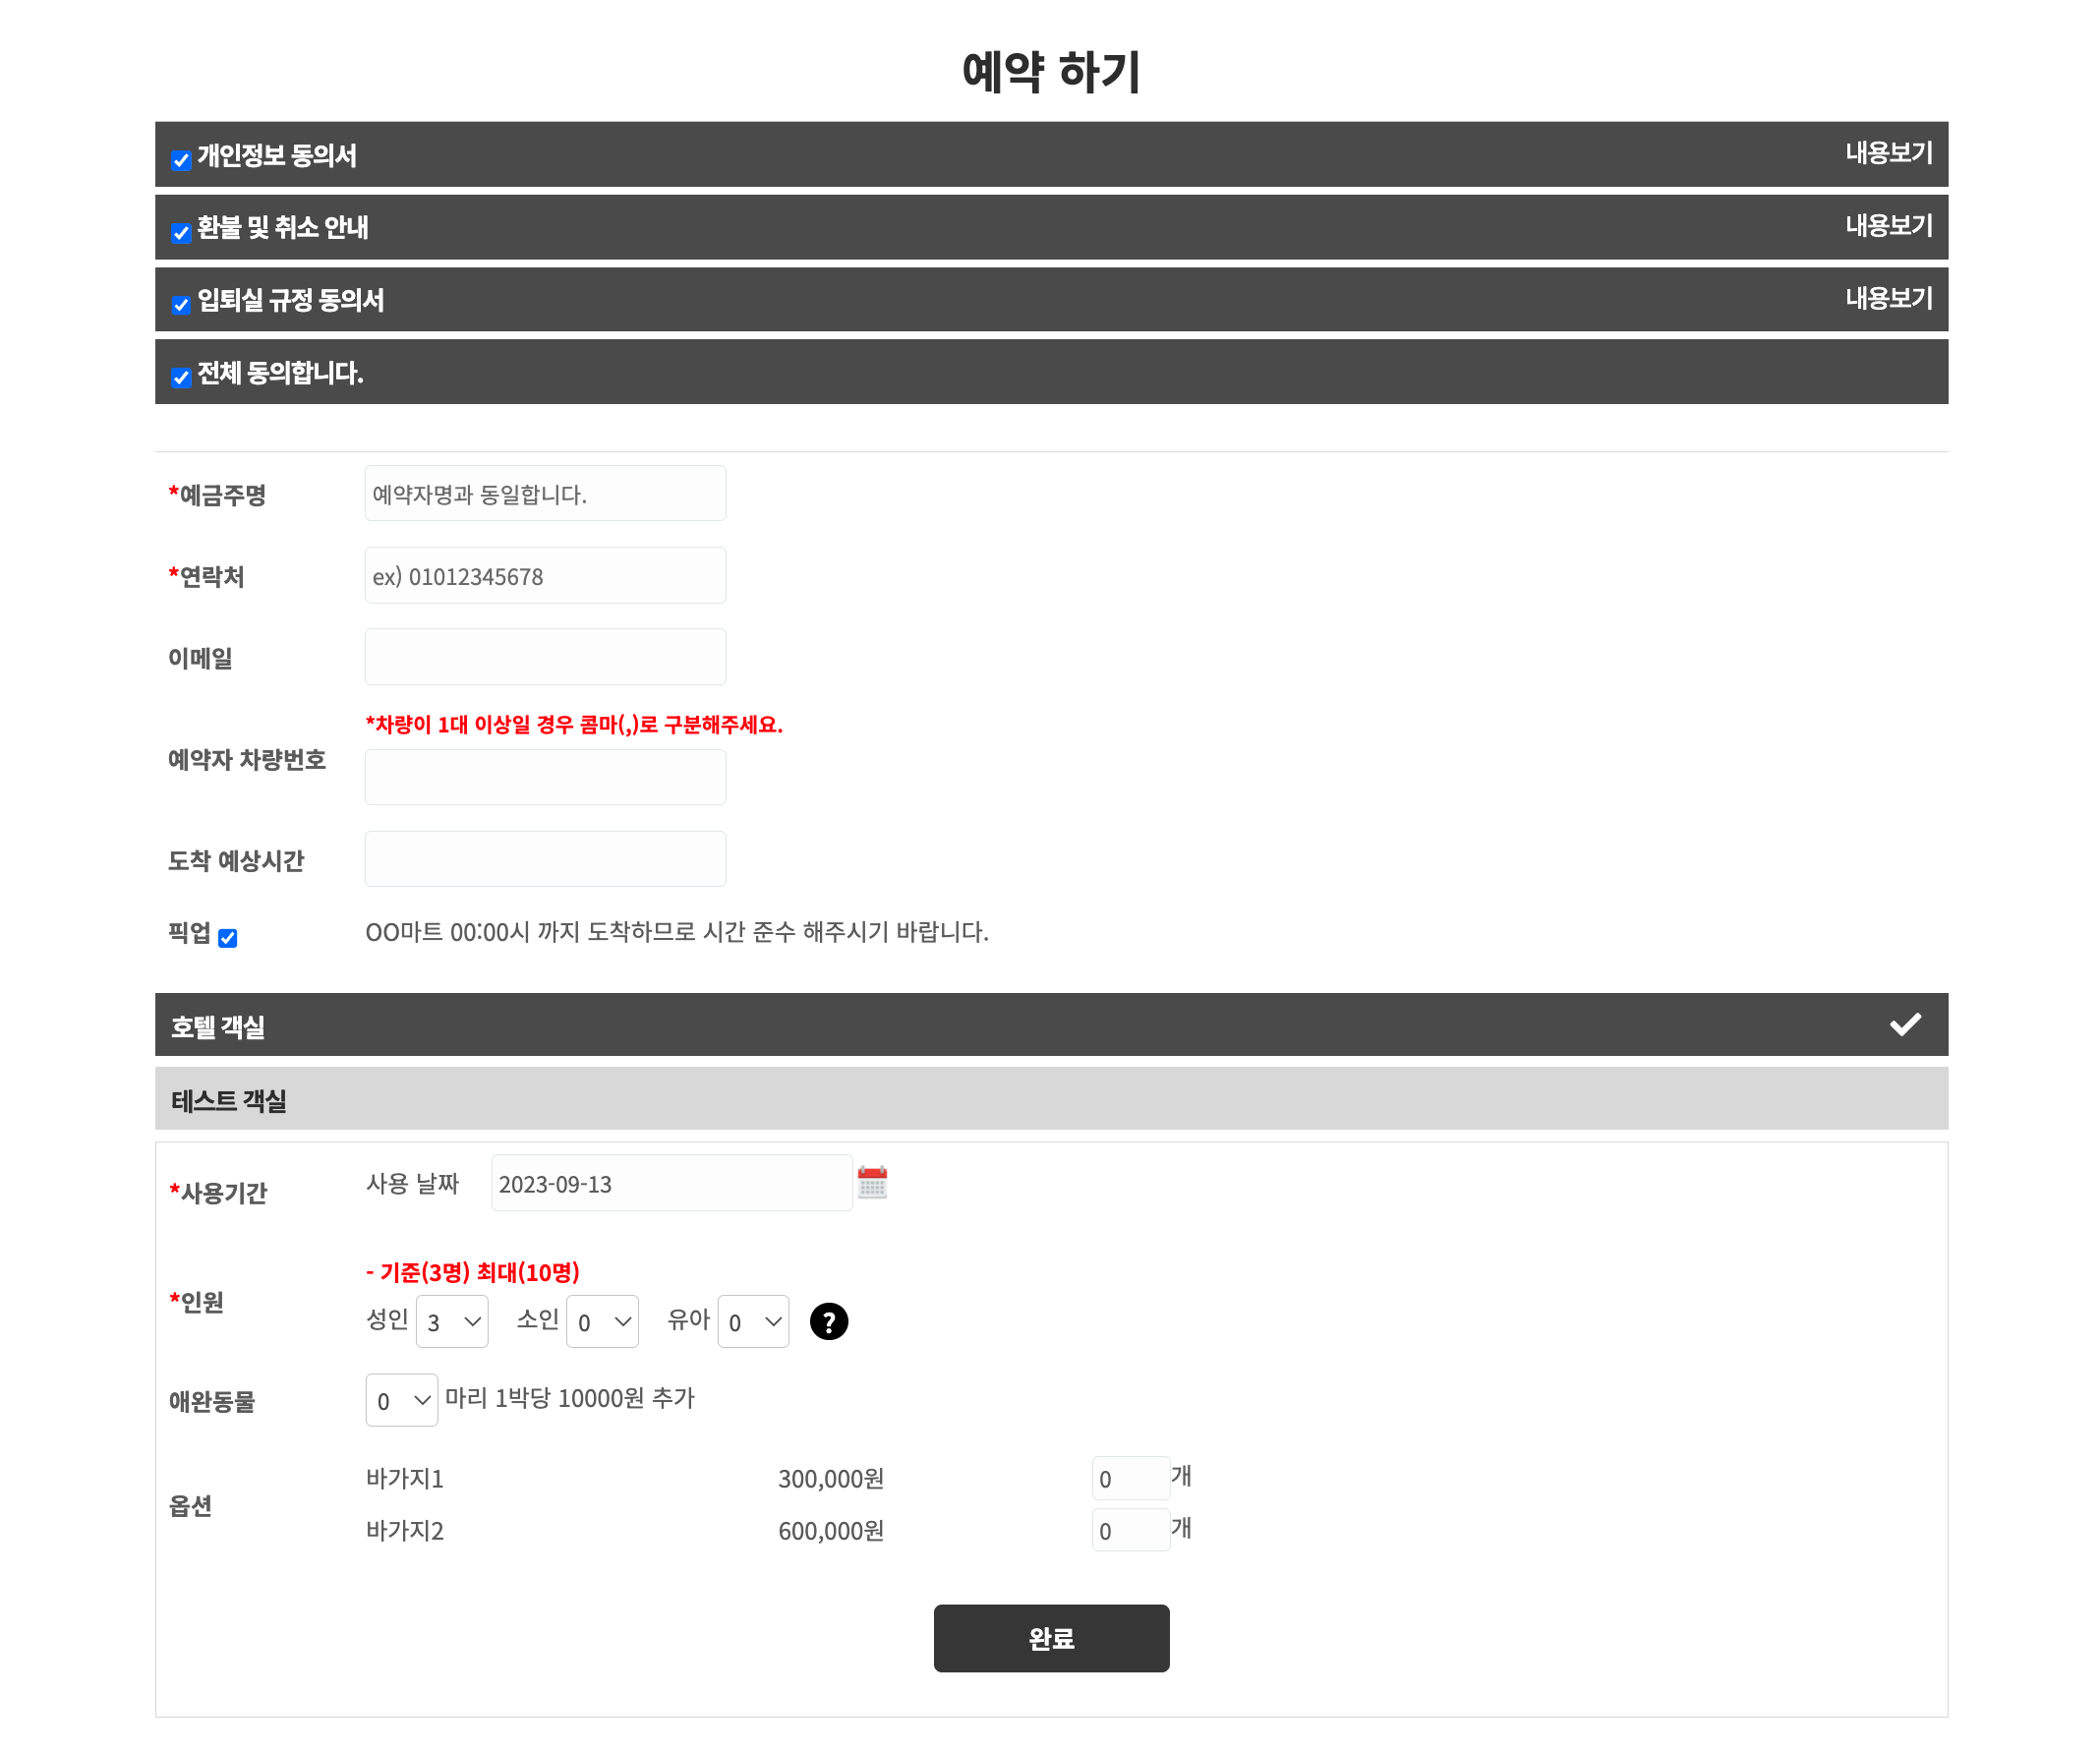 예약 하기
개인정보 동의서 내용보기
환불 및 취소 안내 내용보기
입퇴실 규정 동의서 내용보기
전체 동의합니다.
*예금주명 예약자명과 동일합니다.
*연락처 ex) 01012345678
이메일
*차량이 1대 이상일 경우 콤마(,)로 구분해주세요.
예약자 차량번호
도착 예상시간
픽업 OO마트 00:00시 까지 도착하므로 시간 준수 해주시기 바랍니다.
호텔 객실
테스트 객실
*사용기간 사용 날짜 2023-09-13
- 기준(3명) 최대(10명)
*인원 성인 3 소인 0 유아 0 ?
애완동물 0 마리 1박당 10000원 추가
옵션
바가지1 300,000원 0 개
바가지2 600,000원 0 개
완료